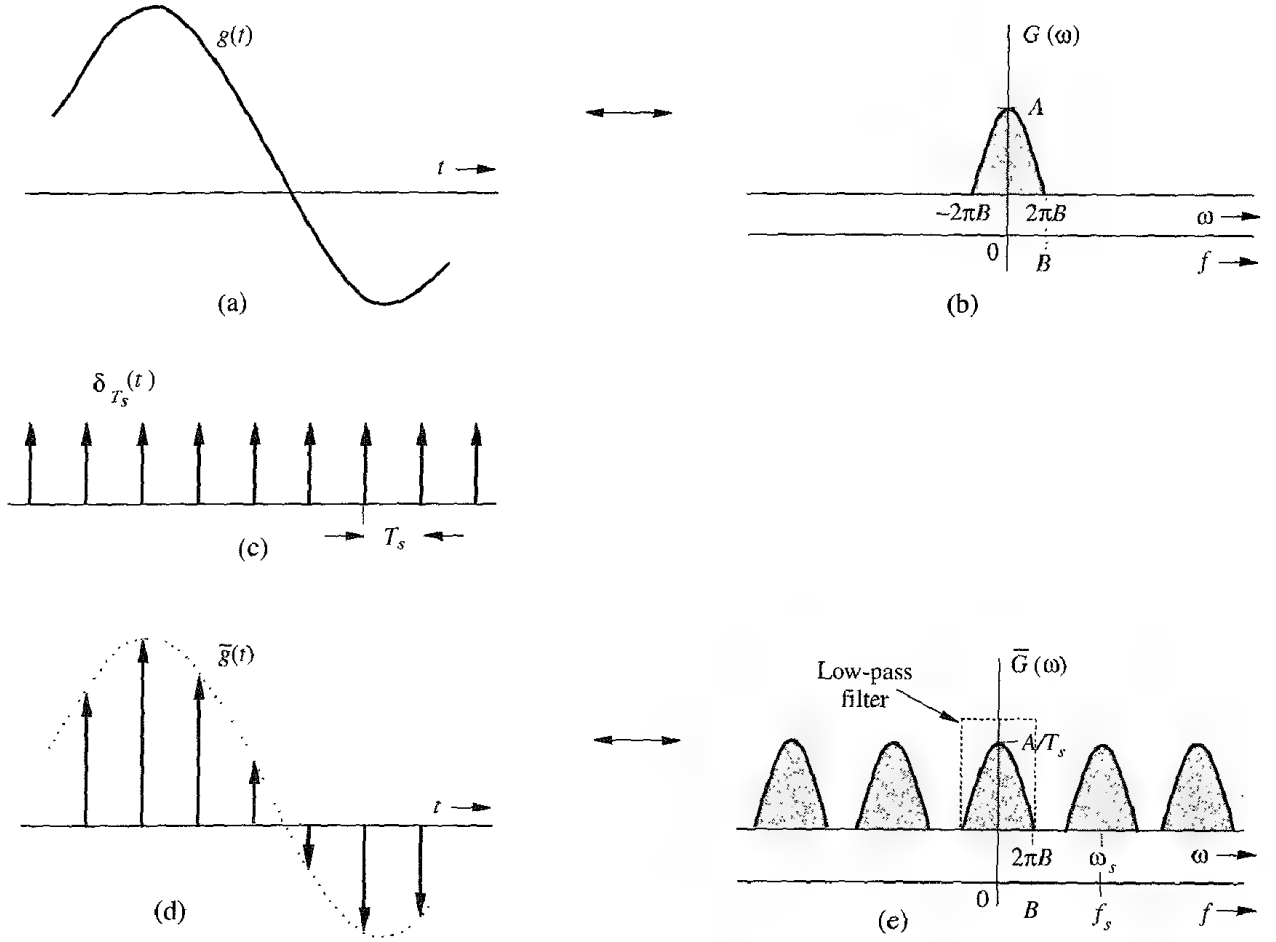 g(t)
t
(a)
G (ω)
A
−2πB
2πB
ω
0
B
f
(b)
δ_{T_s}(t)
T_s
(c)
g̅(t)
t
(d)
Low-pass
filter
G̅ (ω)
A/T_s
2πB
ω_s
ω
0
B
f_s
f
(e)